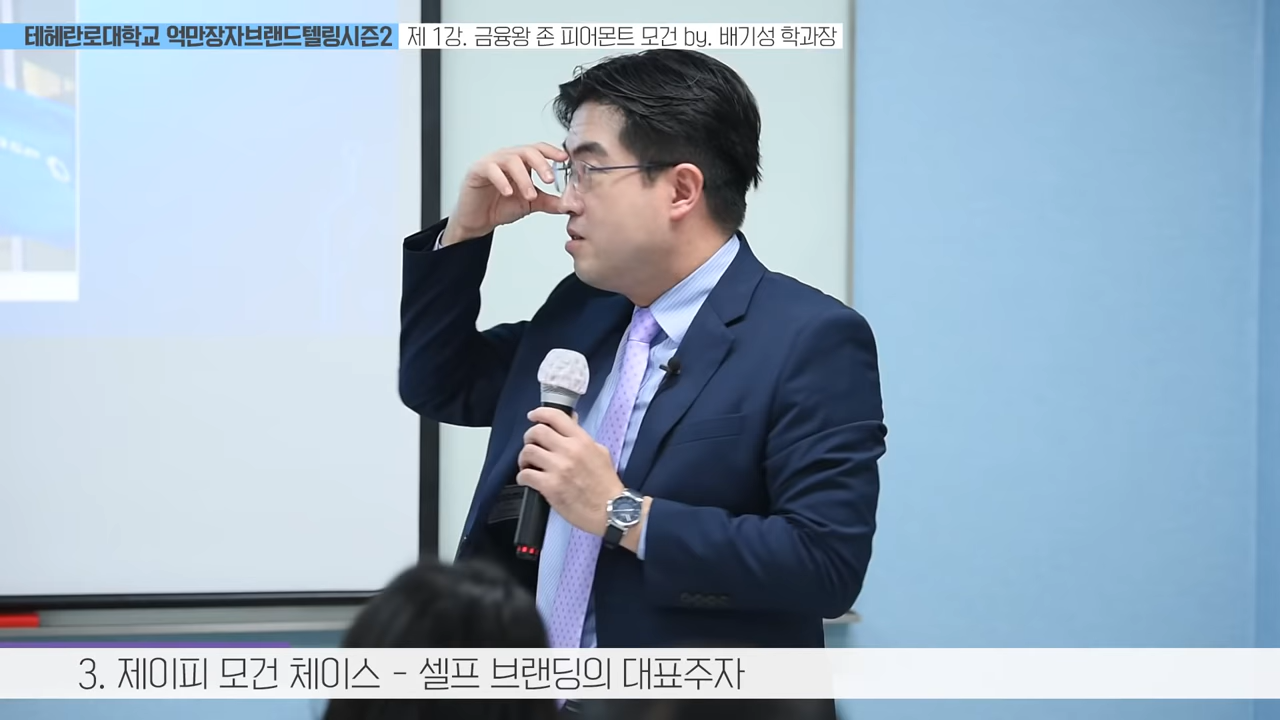 테헤란로대학교 억만장자브랜드텔링시즌2 제 1강. 금융왕 존 피어몬트 모건 by. 배기성 학과장
3. 제이피 모건 체이스 - 셀프 브랜딩의 대표주자